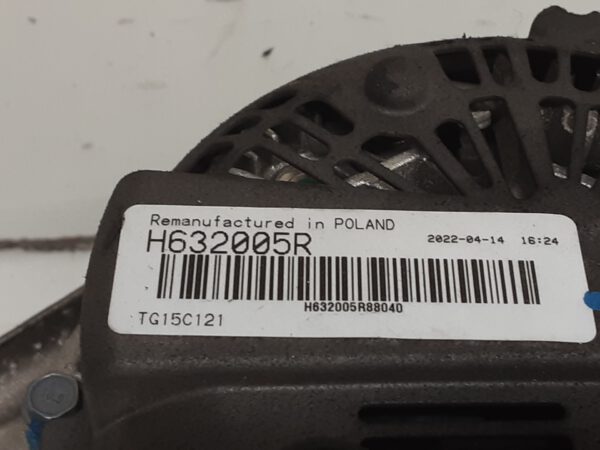 Remanufactured in POLAND
H632005R 2022-04-14 16:24
H632005R88040
TG15C121